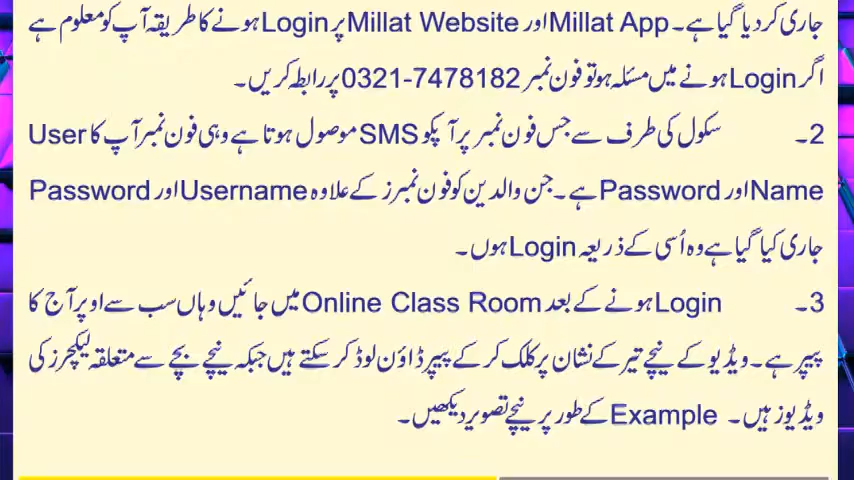 جاری کردیا گیا ہے۔ Millat App اور Millat Website پر Login ہونے کا طریقہ آپ کو معلوم ہے
اگر Login ہونے میں مسئلہ ہو تو فون نمبر 0321-7478182 پر رابطہ کریں۔
2۔ سکول کی طرف سے جس فون نمبر پر آپکو SMS موصول ہوتا ہے وہی فون نمبر آپ کا User
Name اور Password ہے۔ جن والدین کو فون نمبرز کے علاوہ Username اور Password
جاری کیا گیا ہے وہ اُسی کے ذریعہ Login ہوں۔
3۔ Login ہونے کے بعد Online Class Room میں جائیں وہاں سب سے اوپر آج کا
پیپر ہے۔ ویڈیو کے نیچے تیر کے نشان پر کلک کر کے پیپر ڈاؤن لوڈ کر سکتے ہیں جبکہ نیچے بچے سے متعلقہ لیکچرز کی
ویڈیوز ہیں۔ Example کے طور پر نیچے تصویر دیکھیں۔